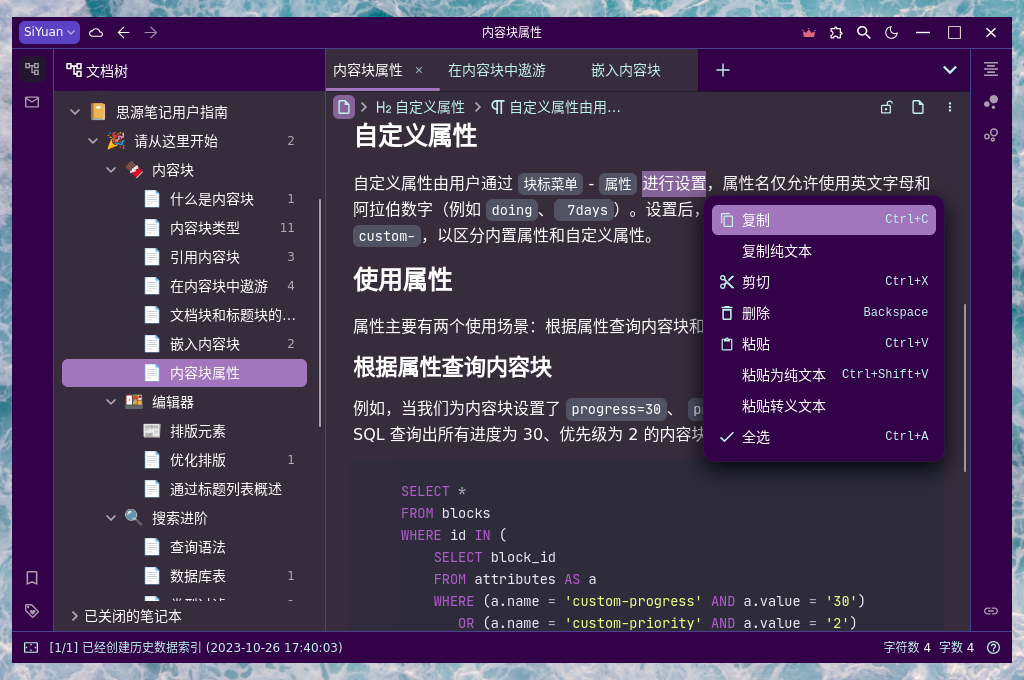 SiYuan
内容块属性
文档树
思源笔记用户指南
请从这里开始 2
内容块
什么是内容块 1
内容块类型 11
引用内容块 3
在内容块中遨游 4
文档块和标题块的...
嵌入内容块 2
内容块属性
编辑器
排版元素
优化排版 1
通过标题列表概述
搜索进阶
查询语法
数据库表 1
已关闭的笔记本
内容块属性 × 在内容块中遨游 嵌入内容块 +
H2 自定义属性 > ¶ 自定义属性由用...
自定义属性
自定义属性由用户通过 块标菜单 - 属性 进行设置，属性名仅允许使用英文字母和
阿拉伯数字（例如 doing、 7days）。设置后，
custom-，以区分内置属性和自定义属性。
使用属性
属性主要有两个使用场景：根据属性查询内容块和
根据属性查询内容块
例如，当我们为内容块设置了 progress=30、 p
SQL 查询出所有进度为 30、优先级为 2 的内容块
SELECT *
FROM blocks
WHERE id IN (
SELECT block_id
FROM attributes AS a
WHERE (a.name = 'custom-progress' AND a.value = '30')
OR (a.name = 'custom-priority' AND a.value = '2')
复制 Ctrl+C
复制纯文本
剪切 Ctrl+X
删除 Backspace
粘贴 Ctrl+V
粘贴为纯文本 Ctrl+Shift+V
粘贴转义文本
全选 Ctrl+A
[1/1] 已经创建历史数据索引 (2023-10-26 17:40:03)
字符数 4 字数 4